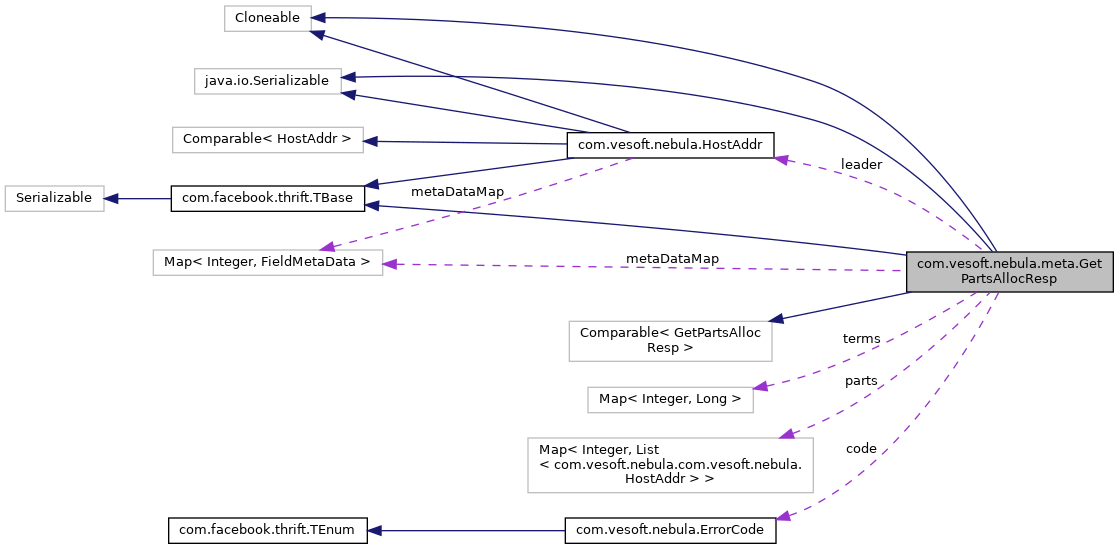 Cloneable
java.io.Serializable
Comparable< HostAddr >
com.vesoft.nebula.HostAddr
leader
metaDataMap
Serializable
com.facebook.thrift.TBase
Map< Integer, FieldMetaData >
metaDataMap
com.vesoft.nebula.meta.Get
PartsAllocResp
Comparable< GetPartsAlloc
Resp >
terms
Map< Integer, Long >
parts
Map< Integer, List
< com.vesoft.nebula.com.vesoft.nebula.
HostAddr > >
code
com.facebook.thrift.TEnum
com.vesoft.nebula.ErrorCode